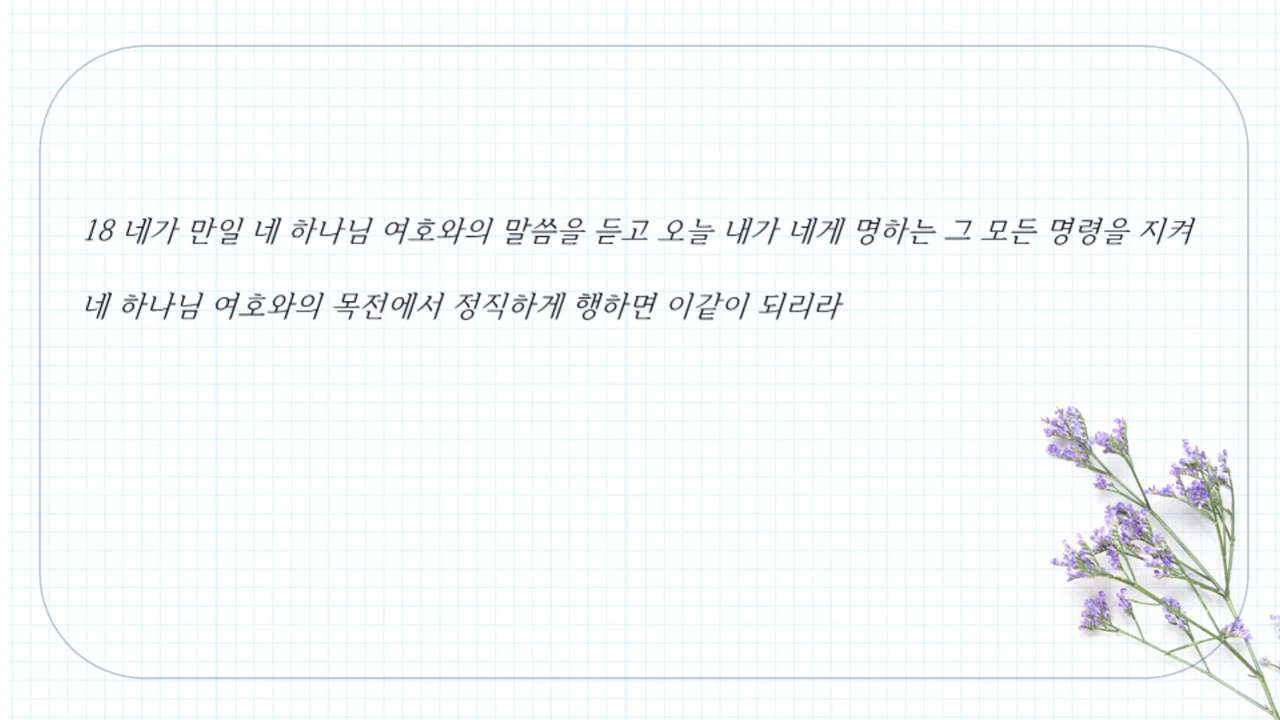 18 네가 만일 네 하나님 여호와의 말씀을 듣고 오늘 내가 네게 명하는 그 모든 명령을 지켜
네 하나님 여호와의 목전에서 정직하게 행하면 이같이 되리라